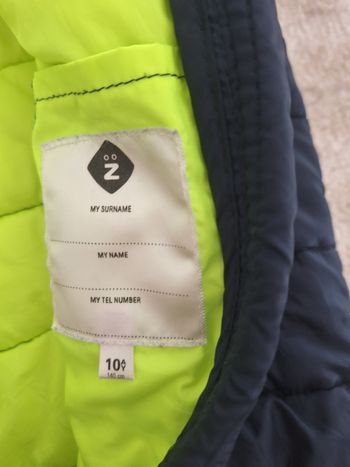 Z
MY SURNAME
MY NAME
MY TEL NUMBER
10
140 cm